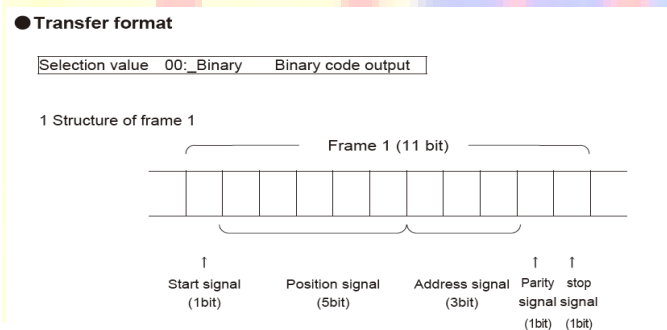 ●Transfer format
Selection value 00:_Binary Binary code output
1 Structure of frame 1
Frame 1 (11 bit)
↑ ↑ ↑
Start signal Position signal Address signal Parity stop
(1bit) (5bit) (3bit) signal signal
(1bit) (1bit)